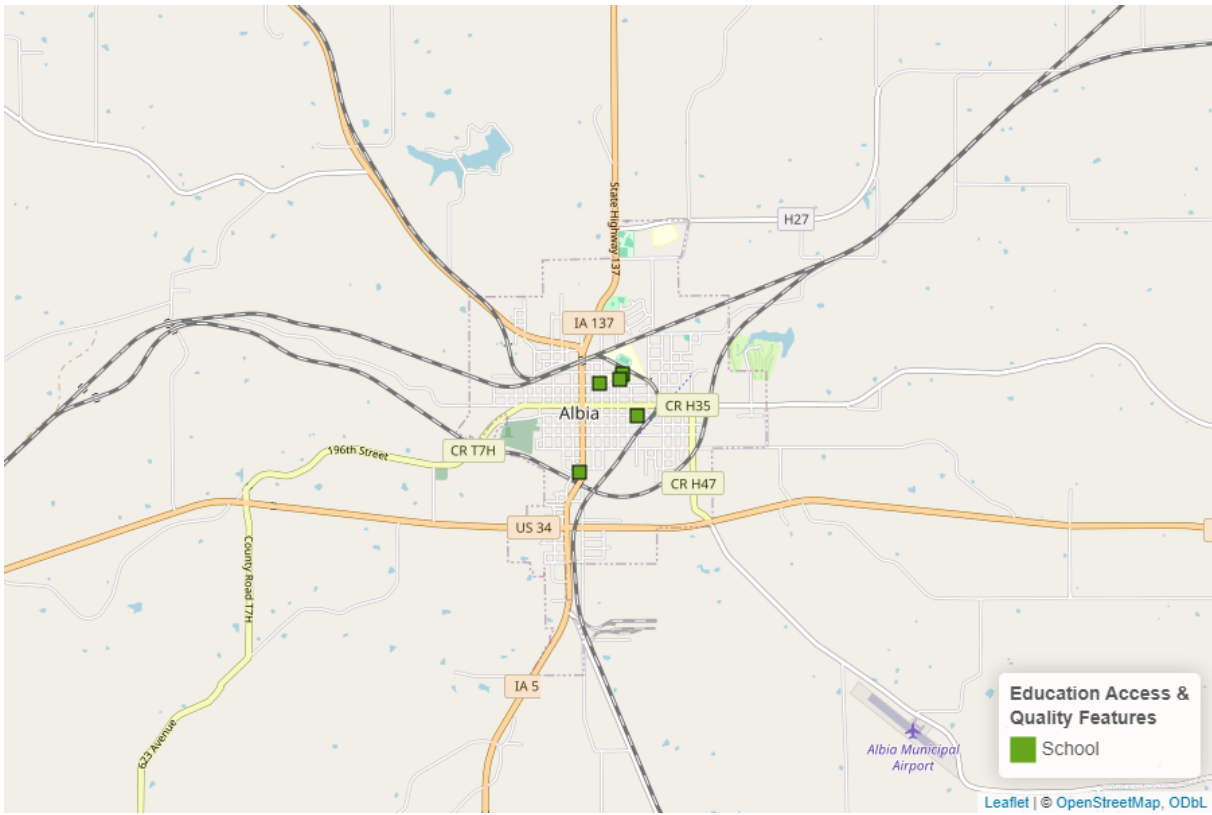 State Highway 137
H27
IA 137
CR H35
Albia
CR T7H
196th Street
CR H47
US 34
County Road T7H
IA 5
623 Avenue
Albia Municipal
Airport
Education Access &
Quality Features
School
Leaflet | © OpenStreetMap, ODbL